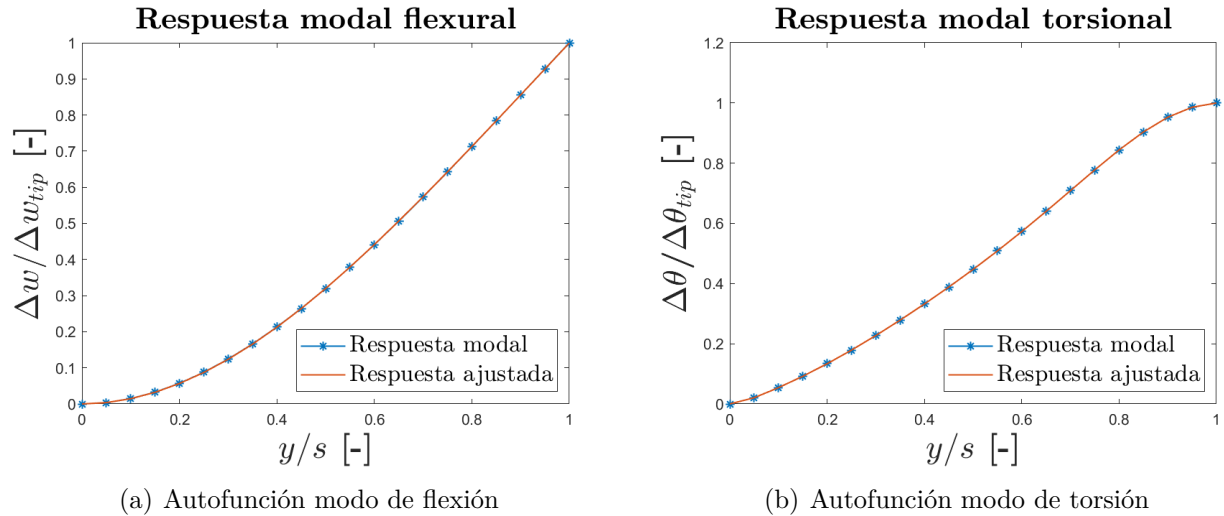 Respuesta modal flexural
1
0.9
0.8
0.7
0.6
0.5
0.4
0.3
0.2
0.1
0
Δw/Δw_{tip} [-]
Respuesta modal
Respuesta ajustada
0 0.2 0.4 0.6 0.8 1
y/s [-]
(a) Autofunción modo de flexión
Respuesta modal torsional
1.2
1
0.8
0.6
0.4
0.2
0
Δθ/Δθ_{tip} [-]
Respuesta modal
Respuesta ajustada
0 0.2 0.4 0.6 0.8 1
y/s [-]
(b) Autofunción modo de torsión